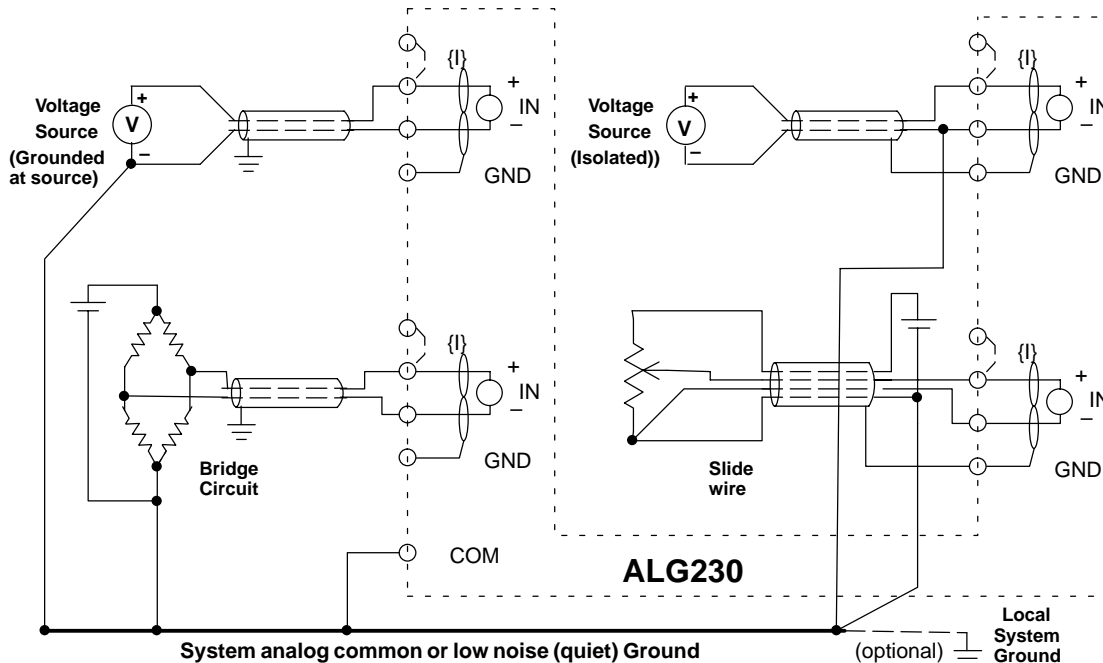 {I}
+
IN
–
GND
Voltage
Source
(Grounded
at source)
+
V
–
{I}
+
IN
–
GND
Voltage
Source
(Isolated))
+
V
–
{I}
+
IN
–
GND
Bridge
Circuit
{I}
+
IN
–
GND
Slide
wire
COM
ALG230
System analog common or low noise (quiet) Ground
(optional)
Local
System
Ground